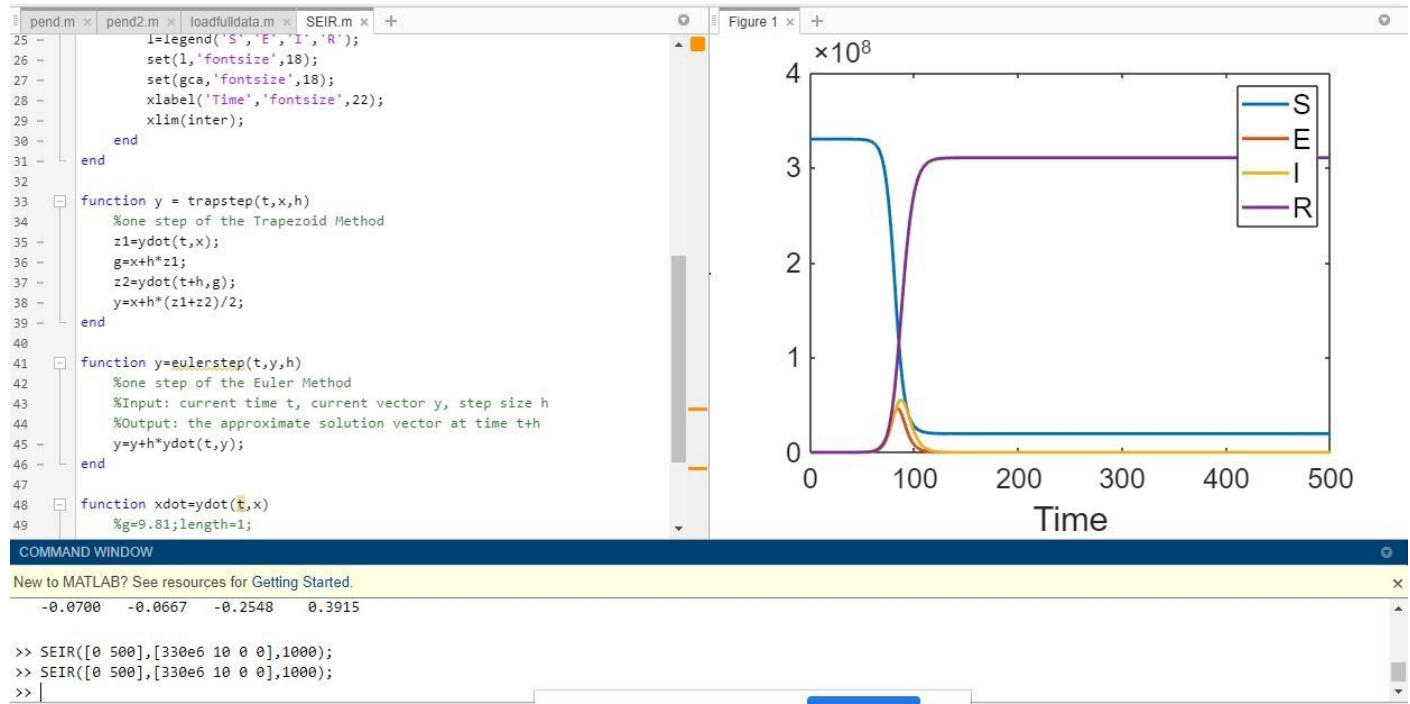 pend.m × pend2.m × loadfulldata.m × SEIR.m × +
25 – l=legend('S','E','I','R');
26 – set(l,'fontsize',18);
27 – set(gca,'fontsize',18);
28 – xlabel('Time','fontsize',22);
29 – xlim(inter);
30 – end
31 – end
32
33 function y = trapstep(t,x,h)
34 %one step of the Trapezoid Method
35 – z1=ydot(t,x);
36 – g=x+h*z1;
37 – z2=ydot(t+h,g);
38 – y=x+h*(z1+z2)/2;
39 – end
40
41 function y=eulerstep(t,y,h)
42 %one step of the Euler Method
43 %Input: current time t, current vector y, step size h
44 %Output: the approximate solution vector at time t+h
45 – y=y+h*ydot(t,y);
46 – end
47
48 function xdot=ydot(t,x)
49 %g=9.81;length=1;
Figure 1 × +
×10⁸
4
3
2
1
0
0 100 200 300 400 500
Time
S
E
I
R
COMMAND WINDOW
New to MATLAB? See resources for Getting Started. ×
-0.0700 -0.0667 -0.2548 0.3915
>> SEIR([0 500],[330e6 10 0 0],1000);
>> SEIR([0 500],[330e6 10 0 0],1000);
>>